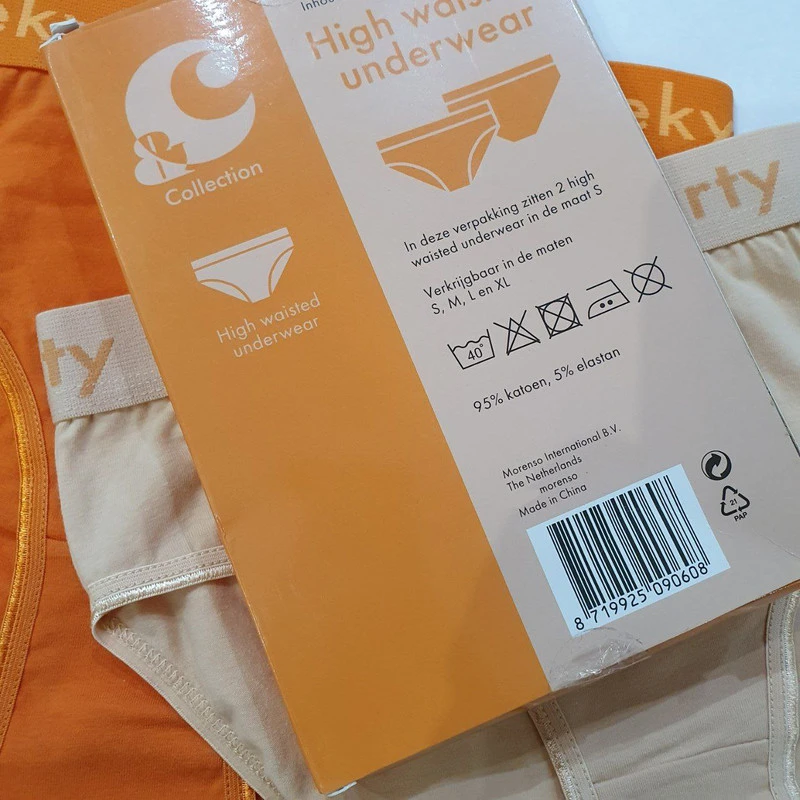 eky
Inhou
High waist
underwear
&C
Collection
eky
rty
In deze verpakking zitten 2 high
waisted underwear in de maat S
Verkrijgbaar in de maten
S, M, L en XL
High waisted
underwear
rty
40°
95% katoen, 5% elastan
Morenso International B.V.
The Netherlands
morenso
Made in China
21
PAP
8 719925 090608